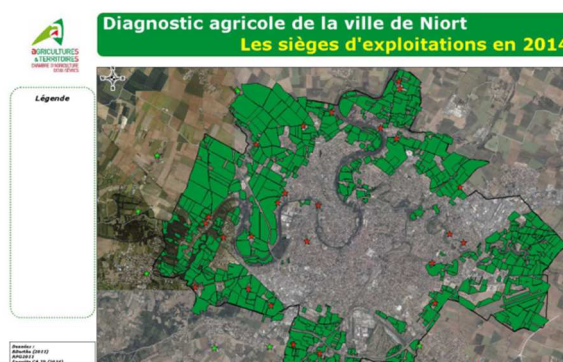 Diagnostic agricole de la ville de Niort
Les sièges d'exploitations en 2014
AGRICULTURES
& TERRITOIRES
CHAMBRE D'AGRICULTURE
DEUX-SÈVRES
Légende
Données :